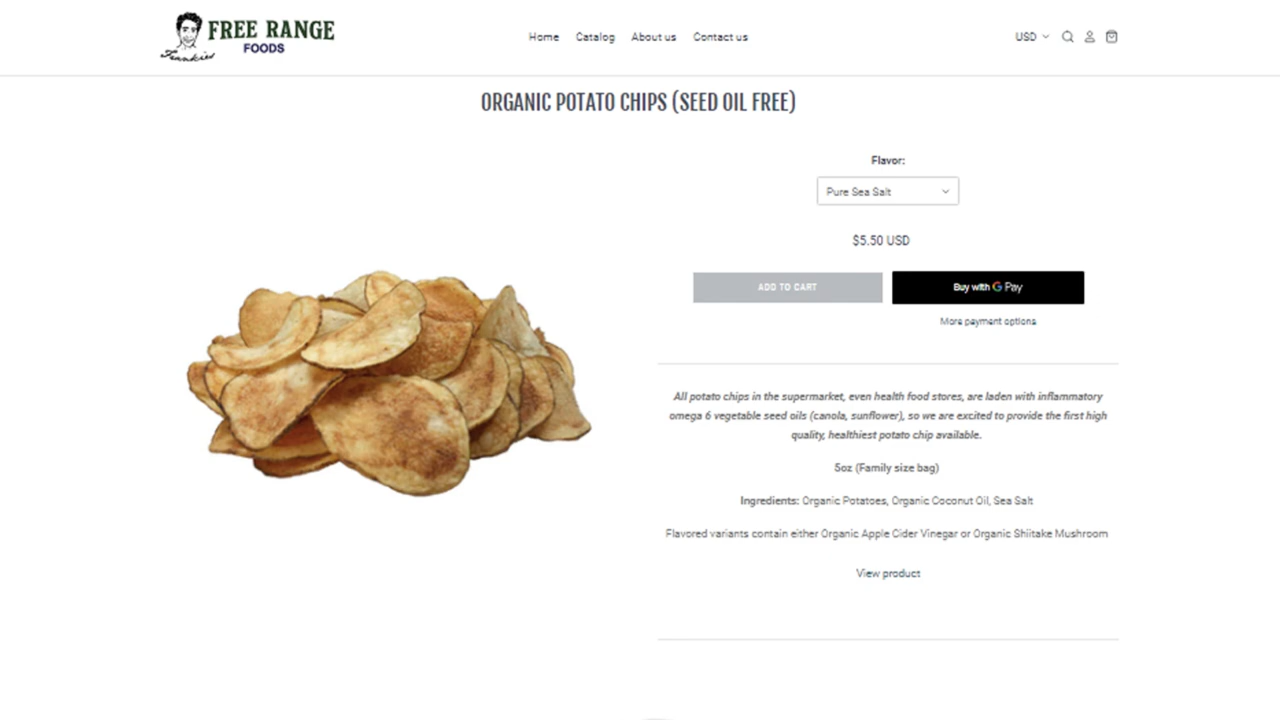 FREE RANGE
FOODS
Frankies
Home Catalog About us Contact us
USD
ORGANIC POTATO CHIPS (SEED OIL FREE)
Flavor:
Pure Sea Salt
$5.50 USD
ADD TO CART
Buy with G Pay
More payment options
All potato chips in the supermarket, even health food stores, are laden with inflammatory
omega 6 vegetable seed oils (canola, sunflower), so we are excited to provide the first high
quality, healthiest potato chip available.
5oz (Family size bag)
Ingredients: Organic Potatoes, Organic Coconut Oil, Sea Salt
Flavored variants contain either Organic Apple Cider Vinegar or Organic Shiitake Mushroom
View product